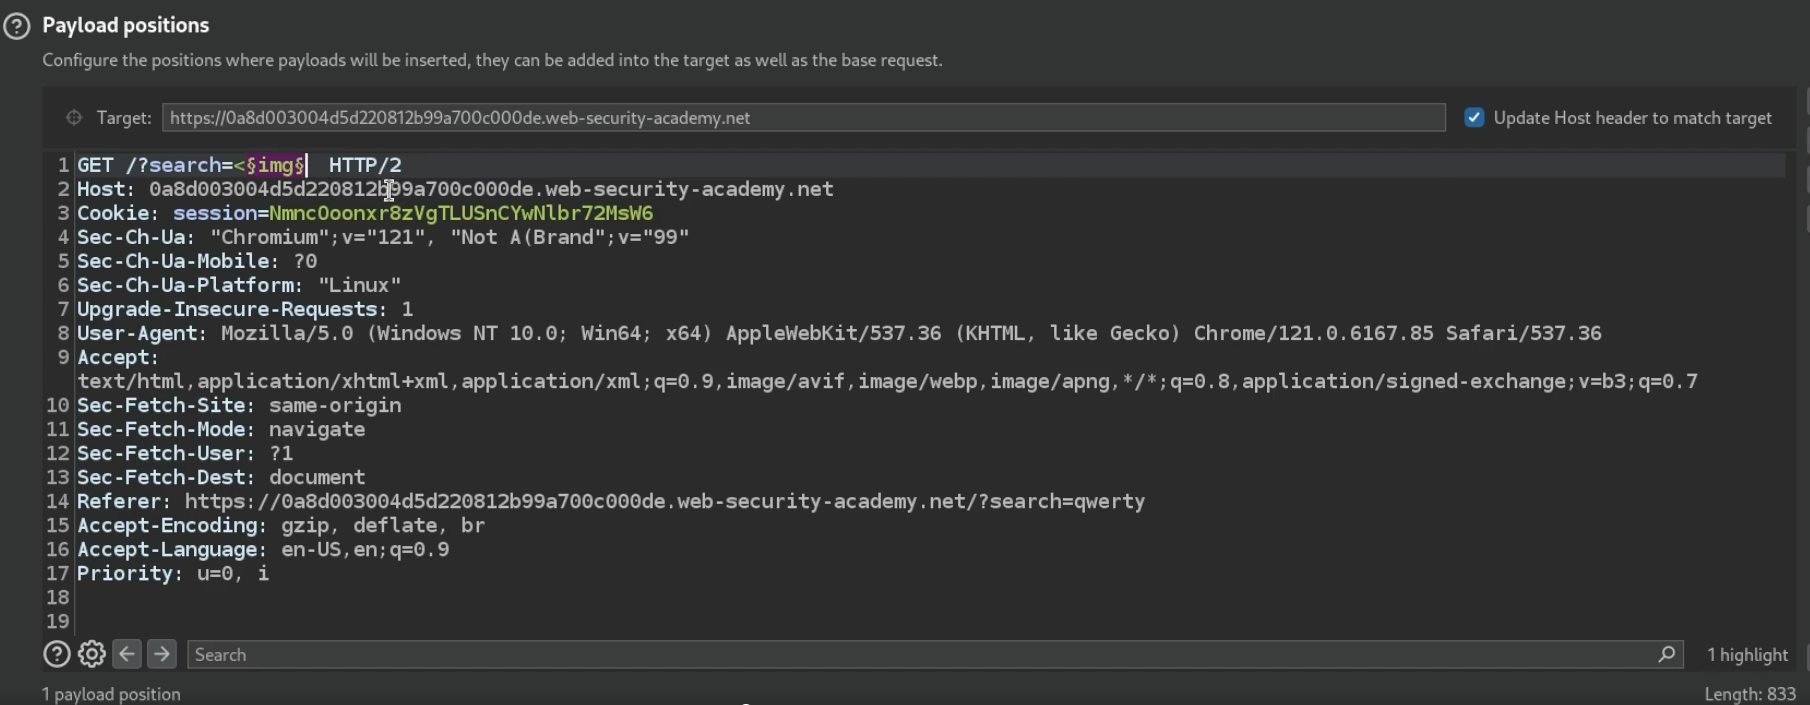 Payload positions
Configure the positions where payloads will be inserted, they can be added into the target as well as the base request.
Target: https://0a8d003004d5d220812b99a700c000de.web-security-academy.net Update Host header to match target
1 GET /?search=<§img§ HTTP/2
2 Host: 0a8d003004d5d220812b99a700c000de.web-security-academy.net
3 Cookie: session=NmncOoonxr8zVgTLUSnCYwNlbr72MsW6
4 Sec-Ch-Ua: "Chromium";v="121", "Not A(Brand";v="99"
5 Sec-Ch-Ua-Mobile: ?0
6 Sec-Ch-Ua-Platform: "Linux"
7 Upgrade-Insecure-Requests: 1
8 User-Agent: Mozilla/5.0 (Windows NT 10.0; Win64; x64) AppleWebKit/537.36 (KHTML, like Gecko) Chrome/121.0.6167.85 Safari/537.36
9 Accept:
text/html,application/xhtml+xml,application/xml;q=0.9,image/avif,image/webp,image/apng,*/*;q=0.8,application/signed-exchange;v=b3;q=0.7
10 Sec-Fetch-Site: same-origin
11 Sec-Fetch-Mode: navigate
12 Sec-Fetch-User: ?1
13 Sec-Fetch-Dest: document
14 Referer: https://0a8d003004d5d220812b99a700c000de.web-security-academy.net/?search=qwerty
15 Accept-Encoding: gzip, deflate, br
16 Accept-Language: en-US,en;q=0.9
17 Priority: u=0, i
18
19
Search 1 highlight
1 payload position Length: 833